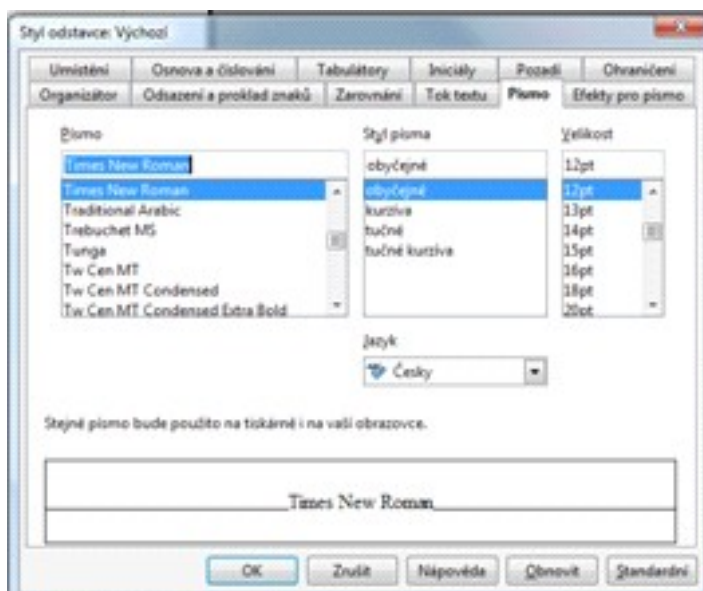 Styl odstavce: Výchozí
Umístění Osnova a číslování Tabulátory Iniciály Pozadí Ohraničení
Organizátor Odsazení a proklad znaků Zarovnání Tok textu Písmo Efekty pro písmo
Písmo Styl písma Velikost
Times New Roman obyčejné 12pt
Times New Roman obyčejné 12pt
Traditional Arabic kurzíva 13pt
Trebuchet MS tučné 14pt
Tunga tučné kurzíva 15pt
Tw Cen MT 16pt
Tw Cen MT Condensed 18pt
Tw Cen MT Condensed Extra Bold 20pt
Jazyk
Česky
Stejné písmo bude použito na tiskárně i na vaší obrazovce.
Times New Roman
OK Zrušit Nápověda Obnovit Standardní